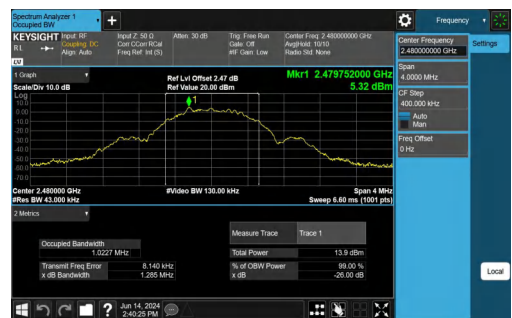 Spectrum Analyzer 1
Occupied BW
Frequency
KEYSIGHT Input: RF Input Z: 50 Ω Atten: 30 dB Trig: Free Run Center Freq: 2.480000000 GHz
RL Coupling: DC Corr CCorr RCal Gate: Off Avg|Hold: 10/10
Align: Auto Freq Ref: Int (S) #IF Gain: Low Radio Std: None
Center Frequency
2.480000000 GHz
Settings
Span
4.0000 MHz
CF Step
400.000 kHz
Auto
Man
Freq Offset
0 Hz
1 Graph Ref Lvl Offset 2.47 dB Mkr1 2.479752000 GHz
Scale/Div 10.0 dB Ref Value 20.00 dBm 5.32 dBm
Log
10.0
0.00
-10.0
-20.0
-30.0
-40.0
-50.0
-60.0
-70.0
1
Center 2.480000 GHz #Video BW 130.00 kHz Span 4 MHz
#Res BW 43.000 kHz Sweep 6.60 ms (1001 pts)
2 Metrics
Measure Trace Trace 1
Occupied Bandwidth
1.0227 MHz Total Power 13.9 dBm
Transmit Freq Error 8.140 kHz % of OBW Power 99.00 %
x dB Bandwidth 1.285 MHz x dB -26.00 dB
Local
? Jun 14, 2024
2:40:25 PM